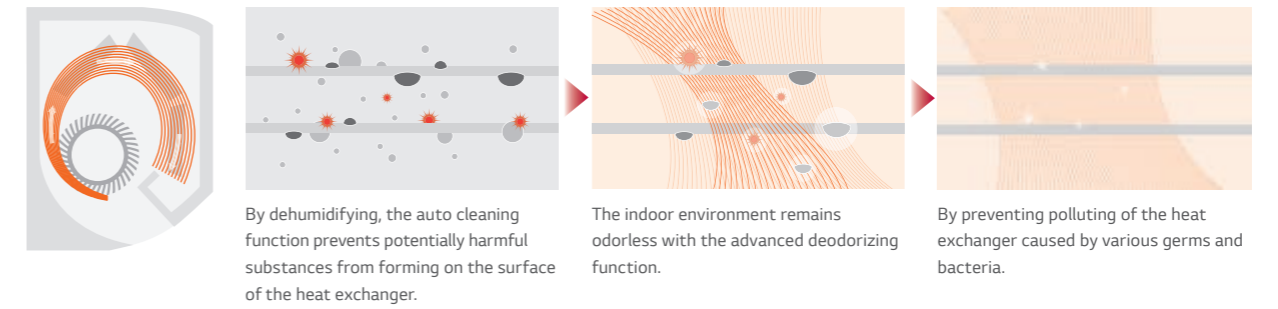 By dehumidifying, the auto cleaning
function prevents potentially harmful
substances from forming on the surface
of the heat exchanger.
The indoor environment remains
odorless with the advanced deodorizing
function.
By preventing polluting of the heat
exchanger caused by various germs and
bacteria.